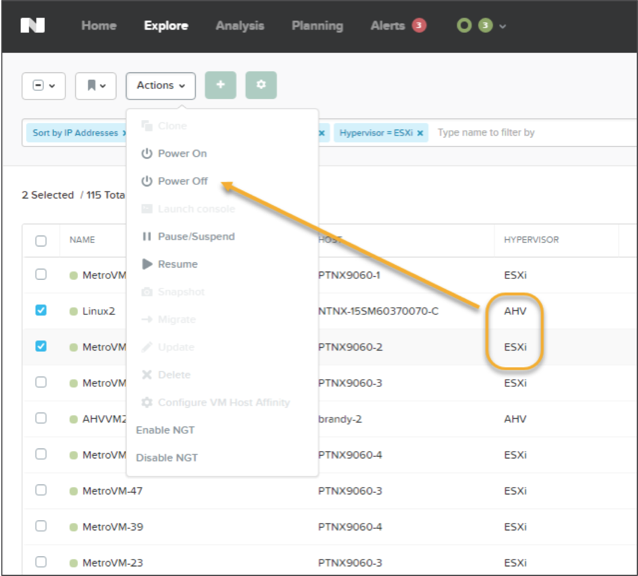 Home Explore Analysis Planning Alerts 3 3
Actions
Sort by IP Addresses × × Hypervisor = ESXi × Type name to filter by
Clone
Power On
2 Selected / 115 Tota
Power Off
Launch console
Pause/Suspend
Resume
Snapshot
Migrate
Update
Delete
Configure VM Host Affinity
Enable NGT
Disable NGT
NAME HOST HYPERVISOR
MetroVM PTNX9060-1 ESXi
Linux2 NTNX-15SM60370070-C AHV
MetroVM PTNX9060-2 ESXi
MetroVM PTNX9060-3 ESXi
AHVVM2 brandy-2 AHV
MetroVM PTNX9060-4 ESXi
MetroVM-47 PTNX9060-3 ESXi
MetroVM-39 PTNX9060-4 ESXi
MetroVM-23 PTNX9060-3 ESXi